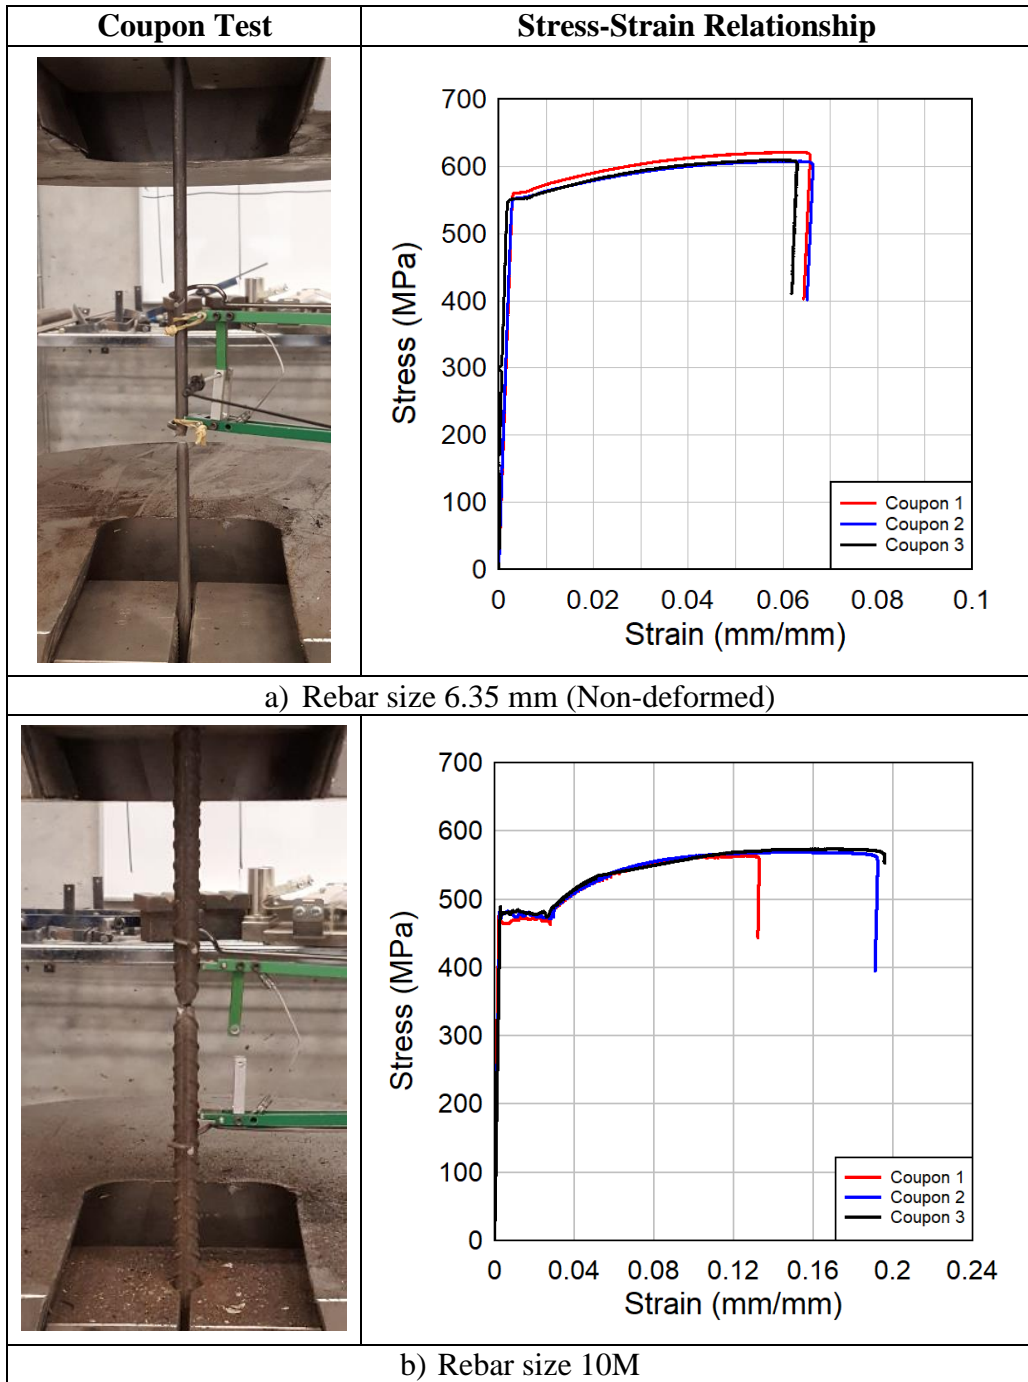 Coupon Test
Stress-Strain Relationship
700
600
500
400
300
200
100
0
Stress (MPa)
0 0.02 0.04 0.06 0.08 0.1
Strain (mm/mm)
Coupon 1
Coupon 2
Coupon 3
a) Rebar size 6.35 mm (Non-deformed)
700
600
500
400
300
200
100
0
Stress (MPa)
0 0.04 0.08 0.12 0.16 0.2 0.24
Strain (mm/mm)
Coupon 1
Coupon 2
Coupon 3
b) Rebar size 10M